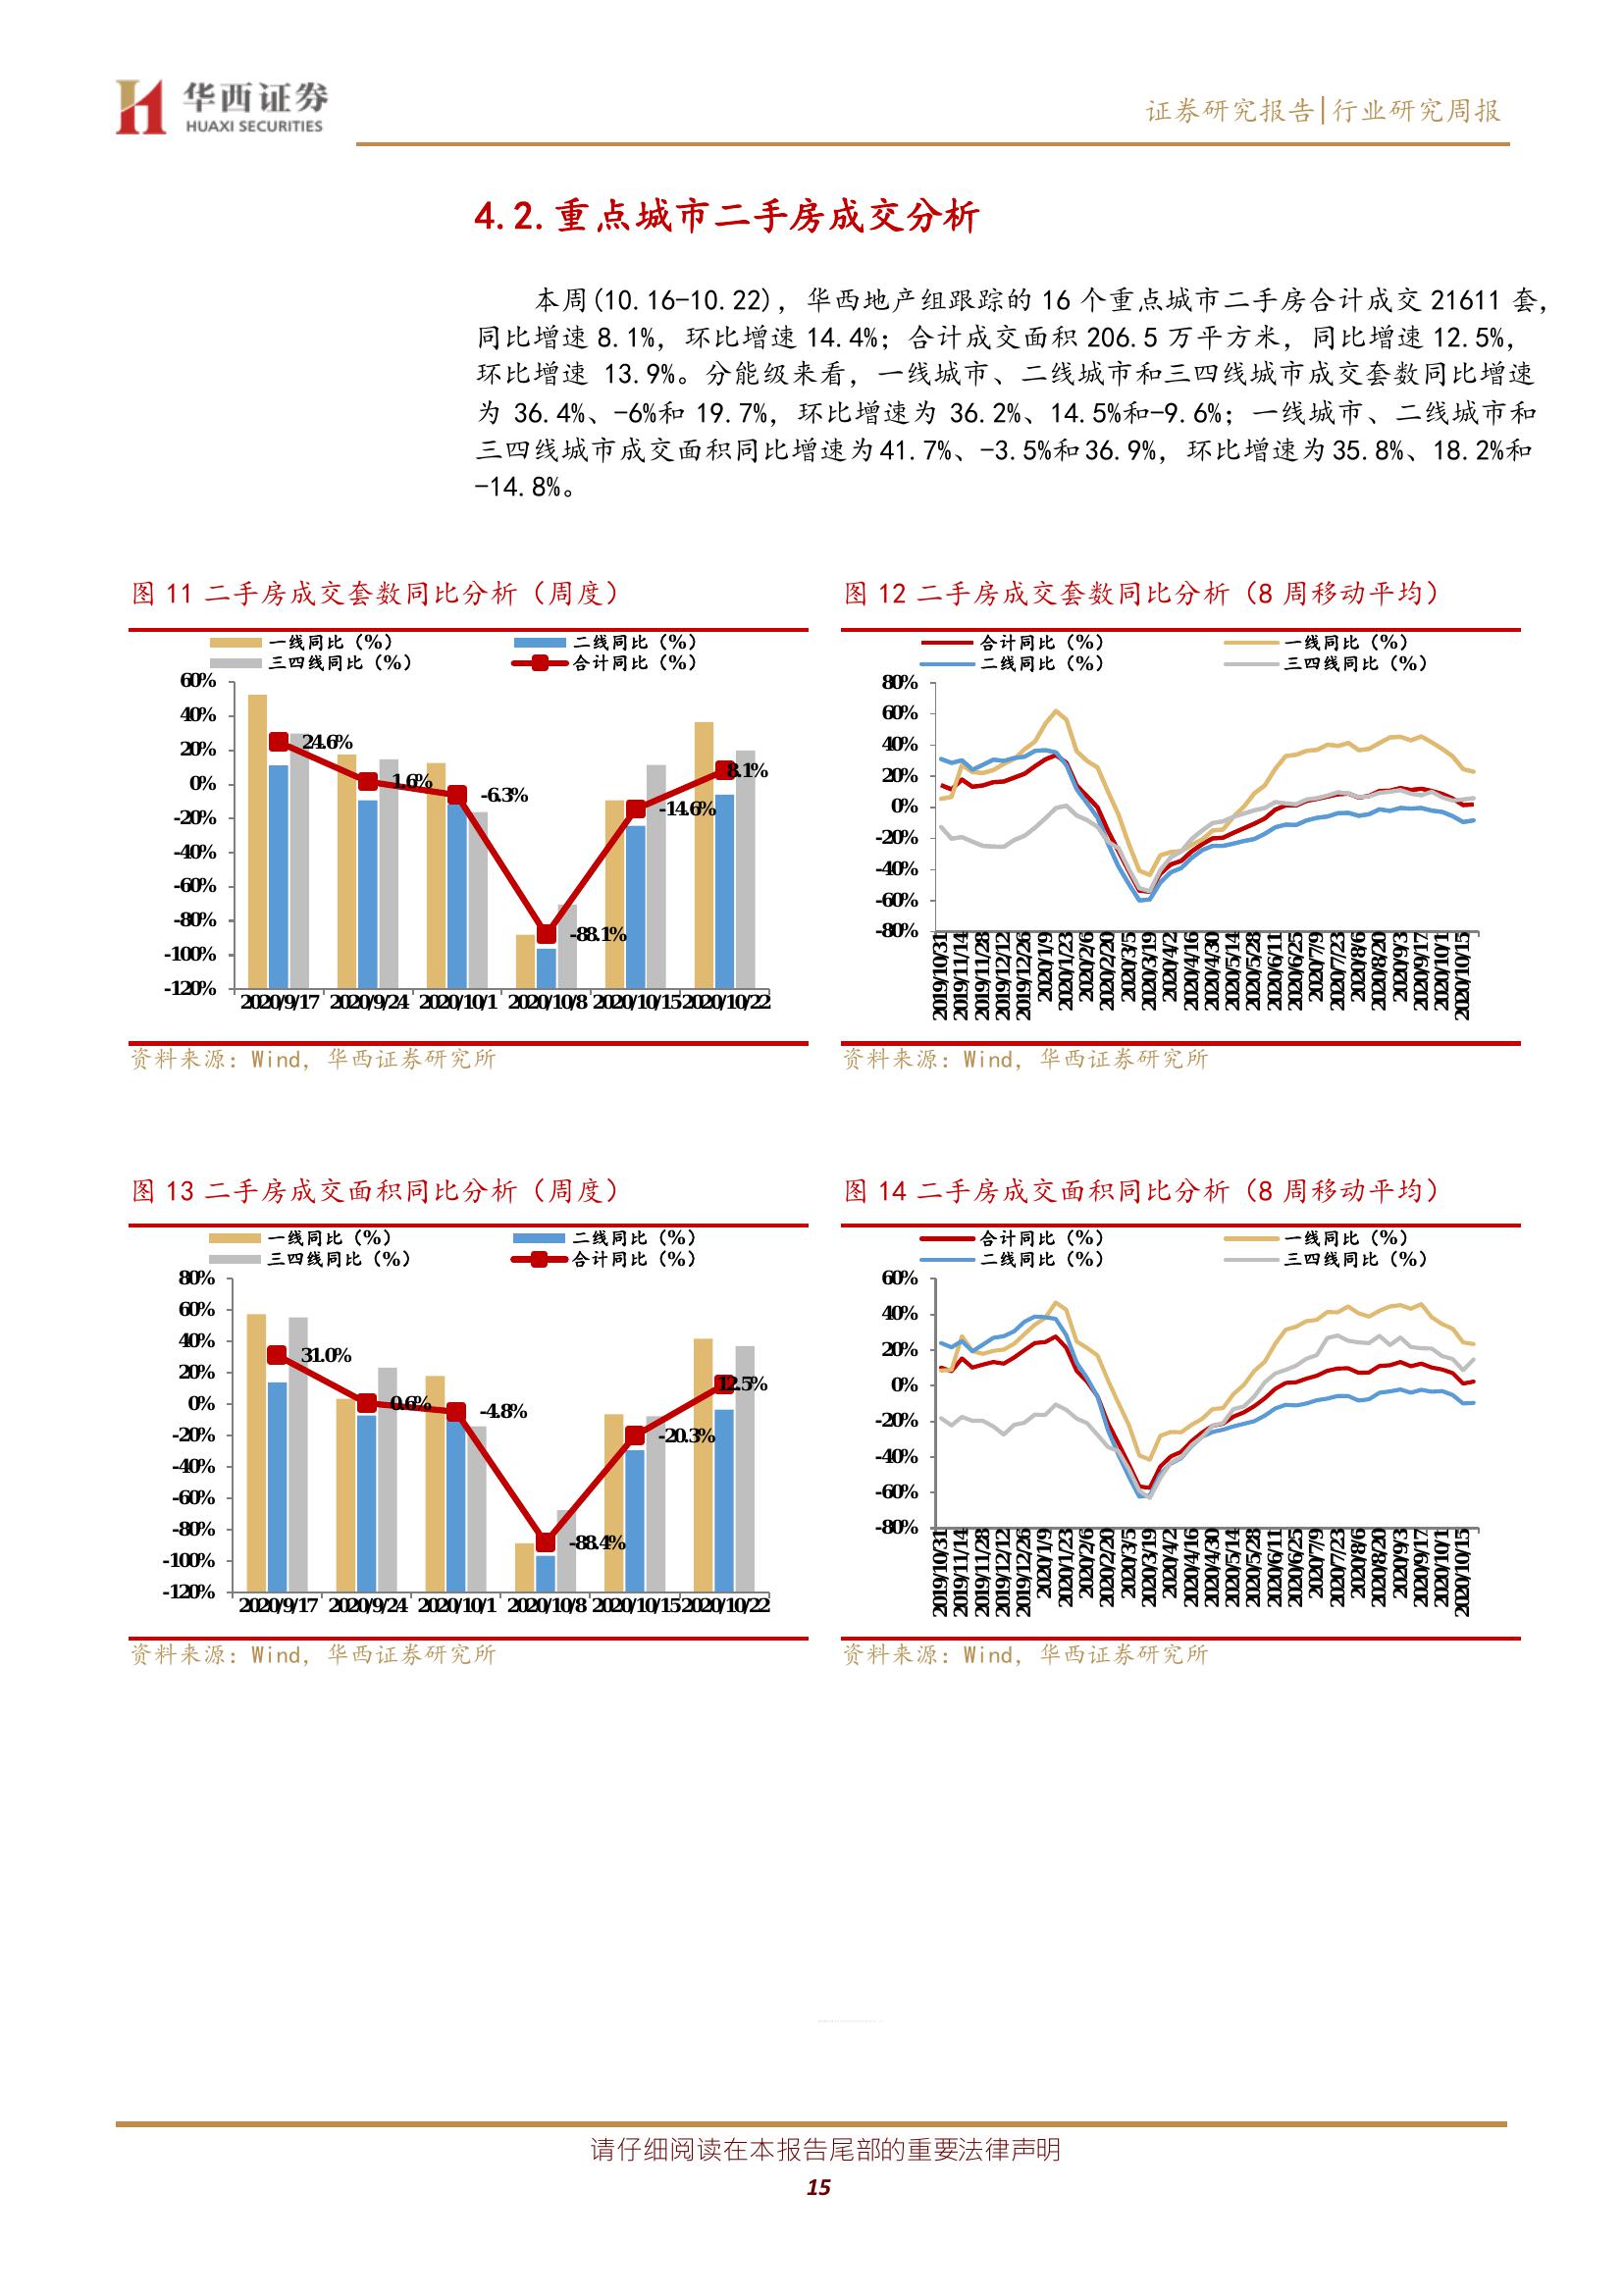 华西证券
HUAXI SECURITIES
证券研究报告|行业研究周报
4.2.重点城市二手房成交分析
本周(10.16-10.22)，华西地产组跟踪的 16 个重点城市二手房合计成交 21611 套，
同比增速 8.1%，环比增速 14.4%；合计成交面积 206.5 万平方米，同比增速 12.5%，
环比增速 13.9%。分能级来看，一线城市、二线城市和三四线城市成交套数同比增速
为 36.4%、-6%和 19.7%，环比增速为 36.2%、14.5%和-9.6%；一线城市、二线城市和
三四线城市成交面积同比增速为 41.7%、-3.5%和 36.9%，环比增速为 35.8%、18.2%和
-14.8%。
图 11 二手房成交套数同比分析（周度）
一线同比（%） 二线同比（%）
三四线同比（%） 合计同比（%）
60%
40%
20%
0%
-20%
-40%
-60%
-80%
-100%
-120%
24.6%
1.6%
-6.3%
-88.1%
-14.6%
8.1%
2020/9/17 2020/9/24 2020/10/1 2020/10/8 2020/10/15 2020/10/22
资料来源：Wind，华西证券研究所
图 12 二手房成交套数同比分析（8 周移动平均）
合计同比（%） 一线同比（%）
二线同比（%） 三四线同比（%）
80%
60%
40%
20%
0%
-20%
-40%
-60%
-80%
2019/10/31 2019/11/14 2019/11/28 2019/12/12 2019/12/26 2020/1/9 2020/1/23 2020/2/6 2020/2/20 2020/3/5 2020/3/19 2020/4/2 2020/4/16 2020/4/30 2020/5/14 2020/5/28 2020/6/11 2020/6/25 2020/7/9 2020/7/23 2020/8/6 2020/8/20 2020/9/3 2020/9/17 2020/10/1 2020/10/15
资料来源：Wind，华西证券研究所
图 13 二手房成交面积同比分析（周度）
一线同比（%） 二线同比（%）
三四线同比（%） 合计同比（%）
80%
60%
40%
20%
0%
-20%
-40%
-60%
-80%
-100%
-120%
31.0%
0.6%
-4.8%
-88.4%
-20.3%
12.5%
2020/9/17 2020/9/24 2020/10/1 2020/10/8 2020/10/15 2020/10/22
资料来源：Wind，华西证券研究所
图 14 二手房成交面积同比分析（8 周移动平均）
合计同比（%） 一线同比（%）
二线同比（%） 三四线同比（%）
60%
40%
20%
0%
-20%
-40%
-60%
-80%
2019/10/31 2019/11/14 2019/11/28 2019/12/12 2019/12/26 2020/1/9 2020/1/23 2020/2/6 2020/2/20 2020/3/5 2020/3/19 2020/4/2 2020/4/16 2020/4/30 2020/5/14 2020/5/28 2020/6/11 2020/6/25 2020/7/9 2020/7/23 2020/8/6 2020/8/20 2020/9/3 2020/9/17 2020/10/1 2020/10/15
资料来源：Wind，华西证券研究所
请仔细阅读在本报告尾部的重要法律声明
15